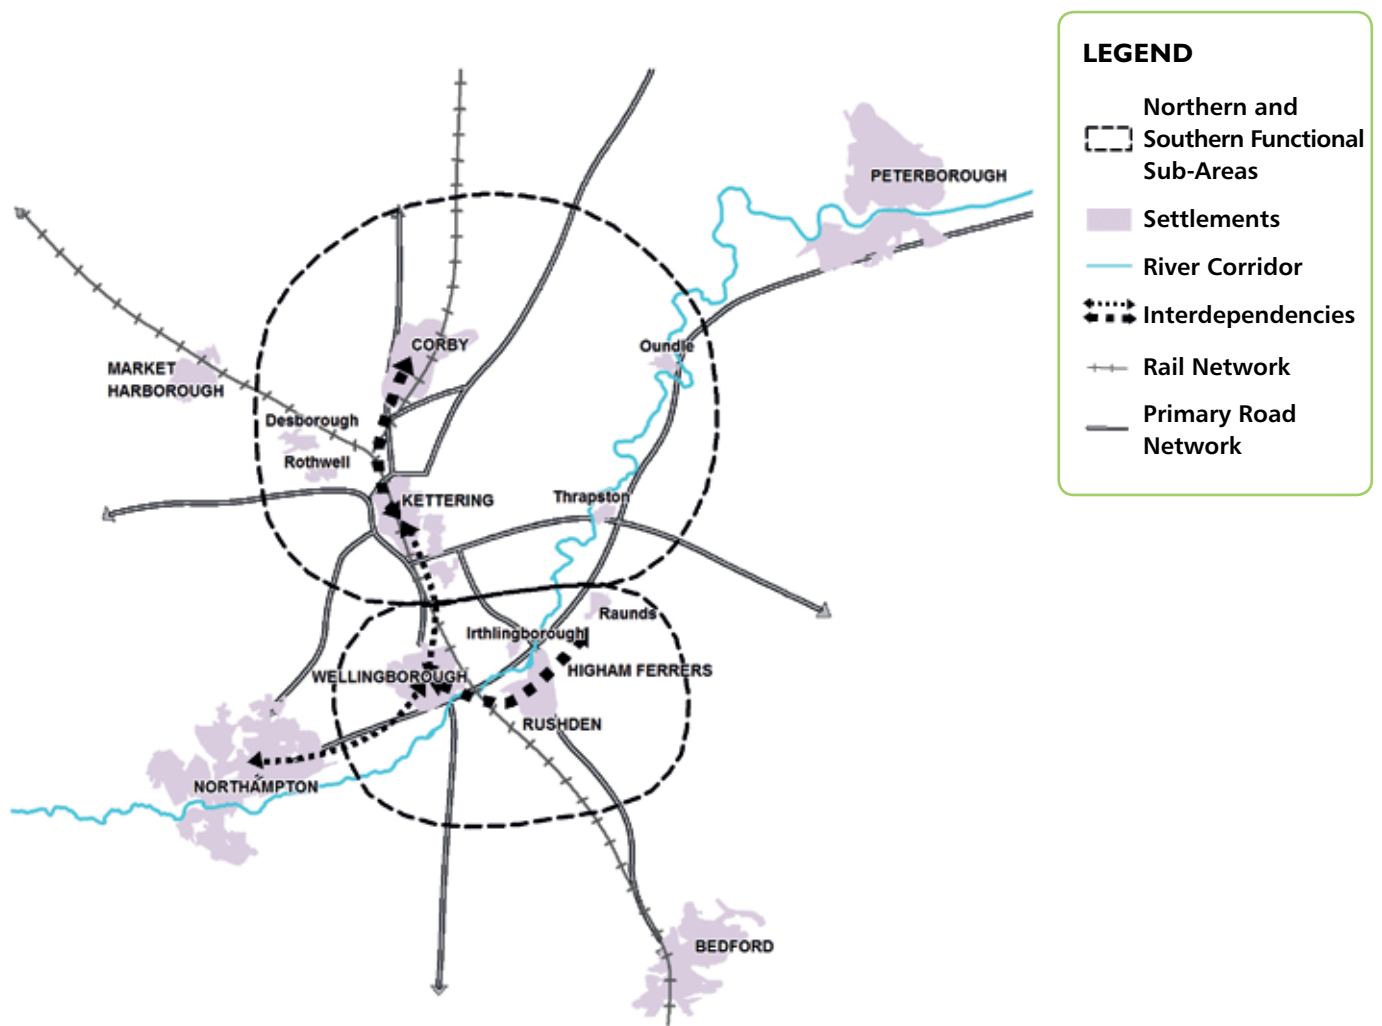 LEGEND
Northern and
Southern Functional
Sub-Areas
Settlements
River Corridor
Interdependencies
Rail Network
Primary Road
Network
PETERBOROUGH
CORBY
Oundle
MARKET
HARBOROUGH
Desborough
Rothwell
KETTERING
Thrapston
Raunds
Irthlingborough
WELLINGBOROUGH
HIGHAM FERRERS
RUSHDEN
NORTHAMPTON
BEDFORD